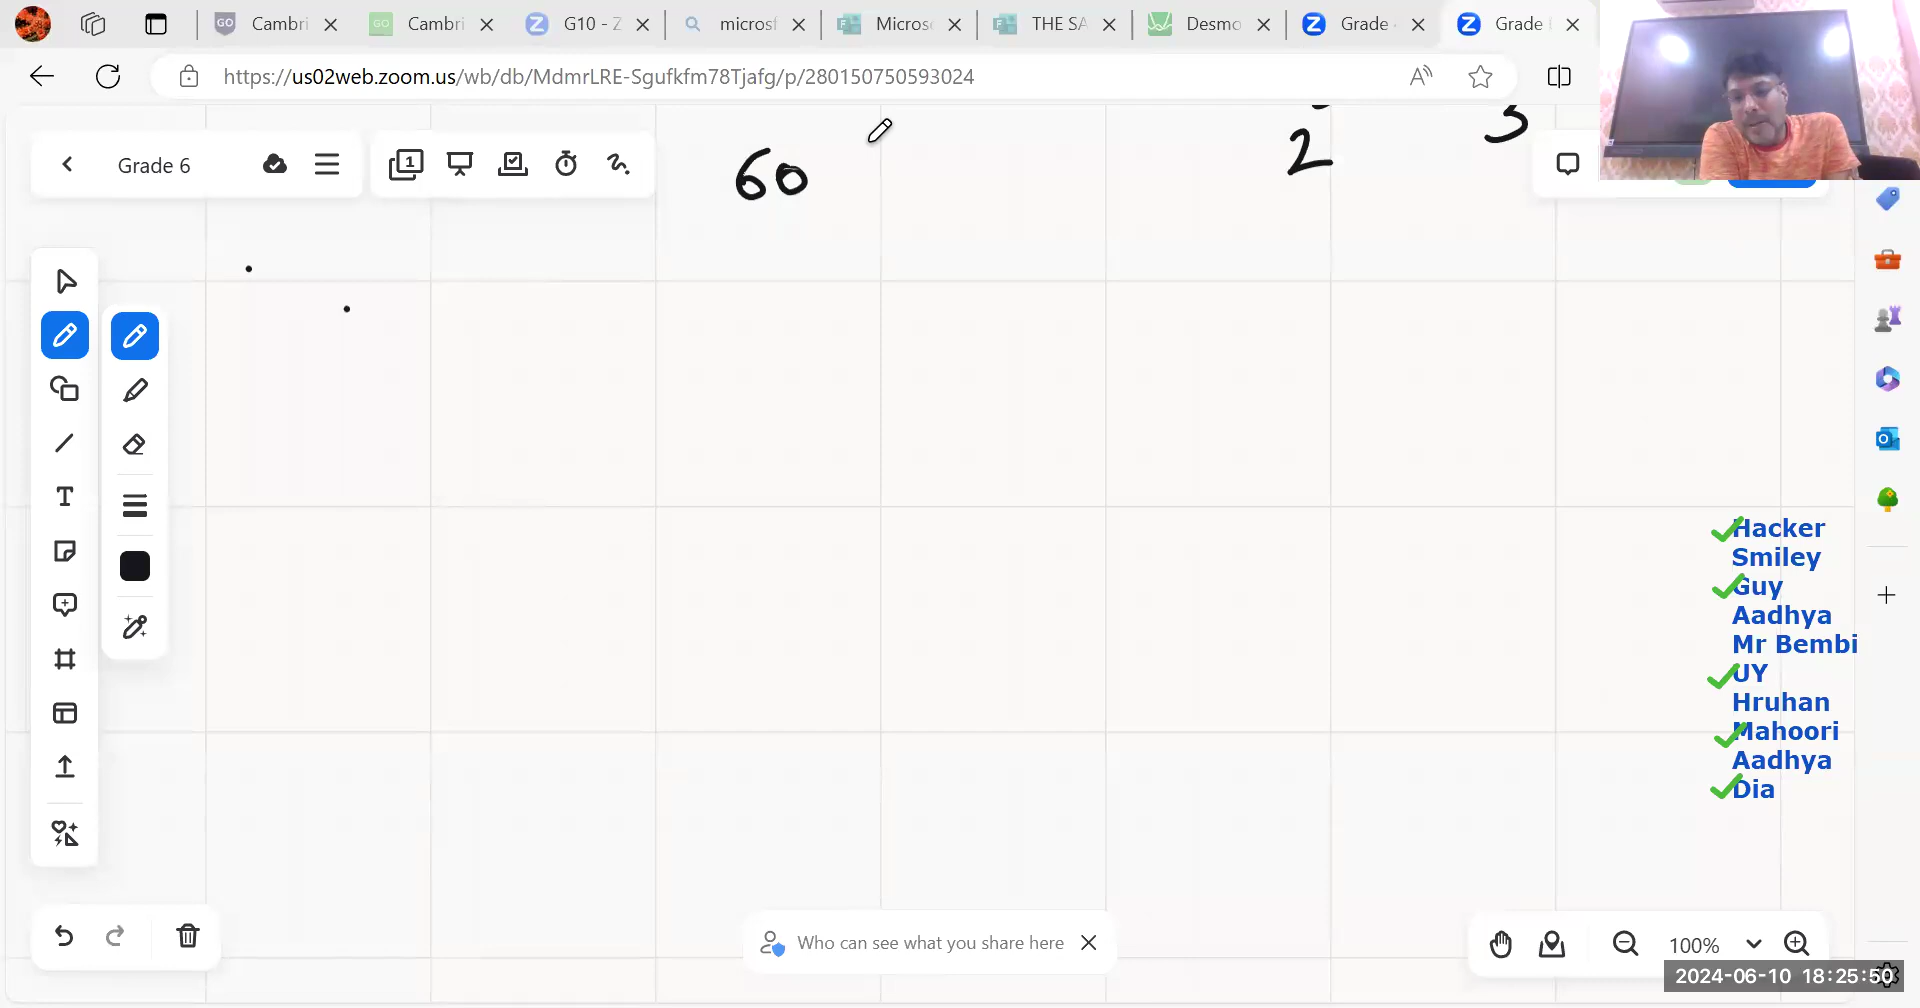 Cambri
Cambri
G10 - Z
microsf
Micros
THE SA
Desmo
Grade
Grade
https://us02web.zoom.us/wb/db/MdmrLRE-Sgufkfm78Tjafg/p/280150750593024
Grade 6
1
60
2
3
Hacker
Smiley
Guy
Aadhya
Mr Bembi
UY
Hruhan
Mahoori
Aadhya
Dia
Who can see what you share here
100%
2024-06-10 18:25:50